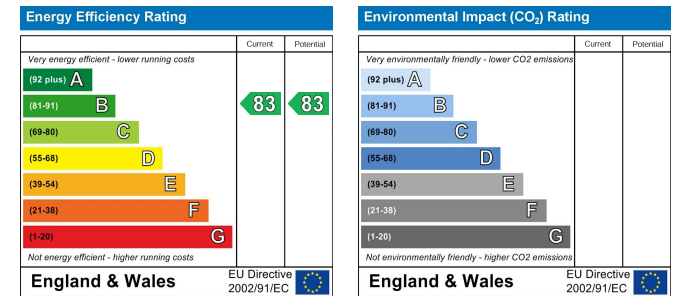 Energy Efficiency Rating
Current Potential
Very energy efficient - lower running costs
(92 plus) A
(81-91) B 83 83
(69-80) C
(55-68) D
(39-54) E
(21-38) F
(1-20) G
Not energy efficient - higher running costs
England & Wales
EU Directive
2002/91/EC
Environmental Impact (CO₂) Rating
Current Potential
Very environmentally friendly - lower CO2 emissions
(92 plus) A
(81-91) B
(69-80) C
(55-68) D
(39-54) E
(21-38) F
(1-20) G
Not environmentally friendly - higher CO2 emissions
England & Wales
EU Directive
2002/91/EC